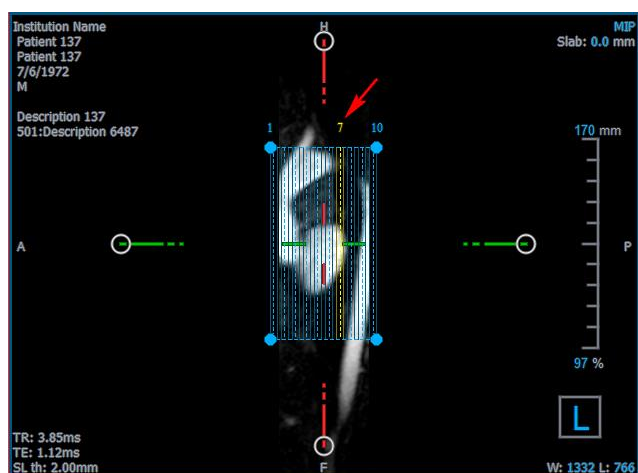 Institution Name
Patient 137
Patient 137
7/6/1972
M
Description 137
501:Description 6487
H
MIP
Slab: 0.0 mm
1
7
10
170 mm
A
P
97 %
L
TR: 3.85ms
TE: 1.12ms
SL th: 2.00mm
F
W: 1332 L: 766